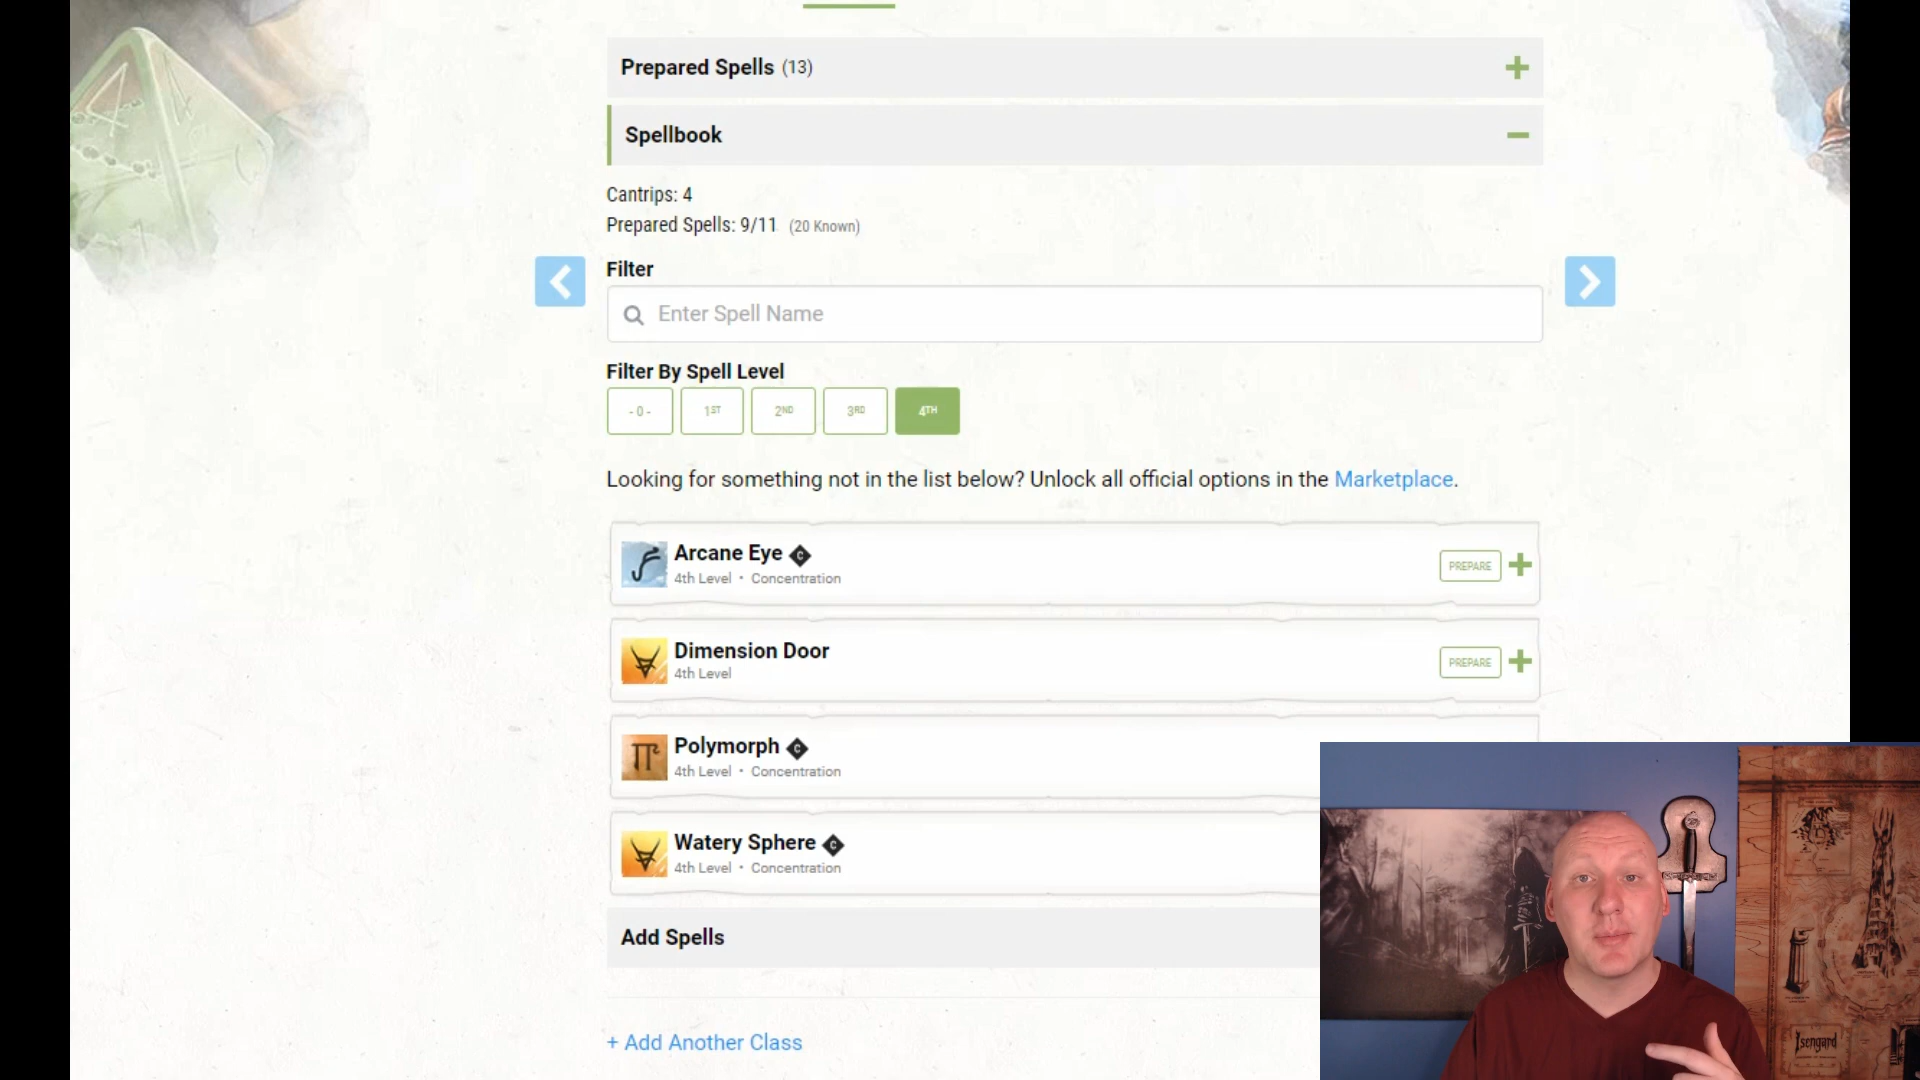 Prepared Spells (13)
Spellbook
Cantrips: 4
Prepared Spells: 9/11 (20 Known)
Filter
Enter Spell Name
Filter By Spell Level
- 0 - 1ST 2ND 3RD 4TH
Looking for something not in the list below? Unlock all official options in the Marketplace.
Arcane Eye C
4th Level • Concentration
PREPARE
Dimension Door
4th Level
PREPARE
Polymorph C
4th Level • Concentration
Watery Sphere C
4th Level • Concentration
Add Spells
+ Add Another Class
Isengard